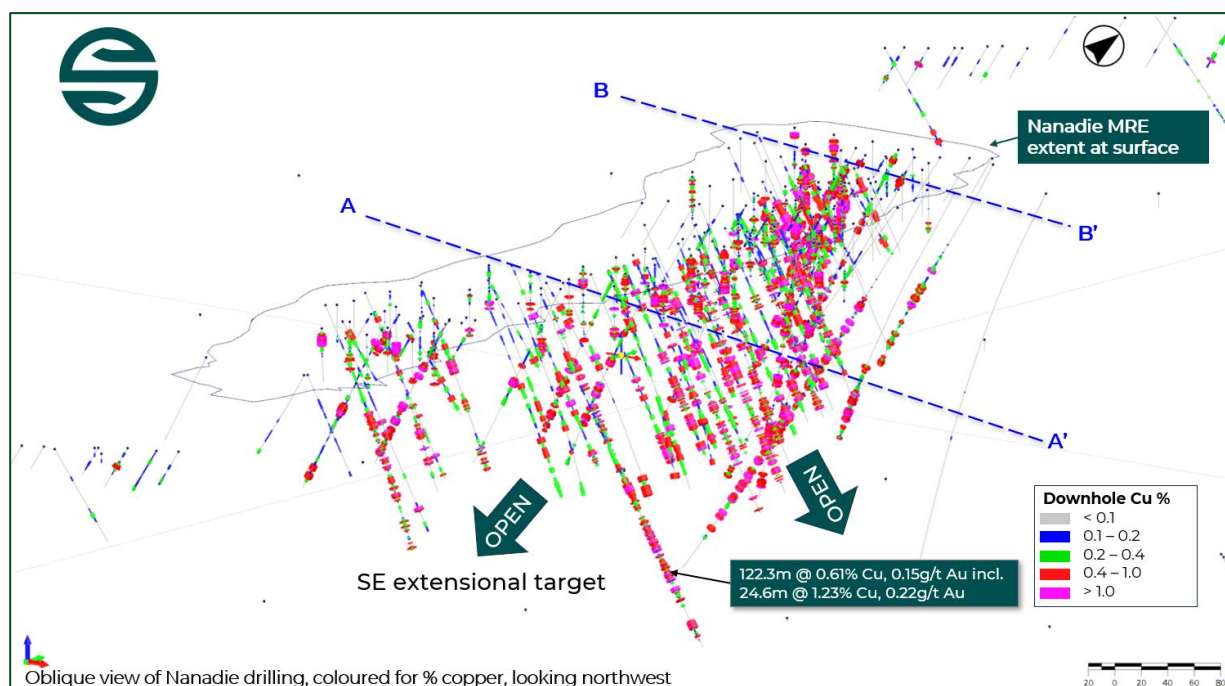 B
Nanadie MRE
extent at surface
A
B'
A'
OPEN
OPEN
SE extensional target
122.3m @ 0.61% Cu, 0.15g/t Au incl.
24.6m @ 1.23% Cu, 0.22g/t Au
Downhole Cu %
< 0.1
0.1 – 0.2
0.2 – 0.4
0.4 – 1.0
> 1.0
Oblique view of Nanadie drilling, coloured for % copper, looking northwest
20 0 20 40 60 80